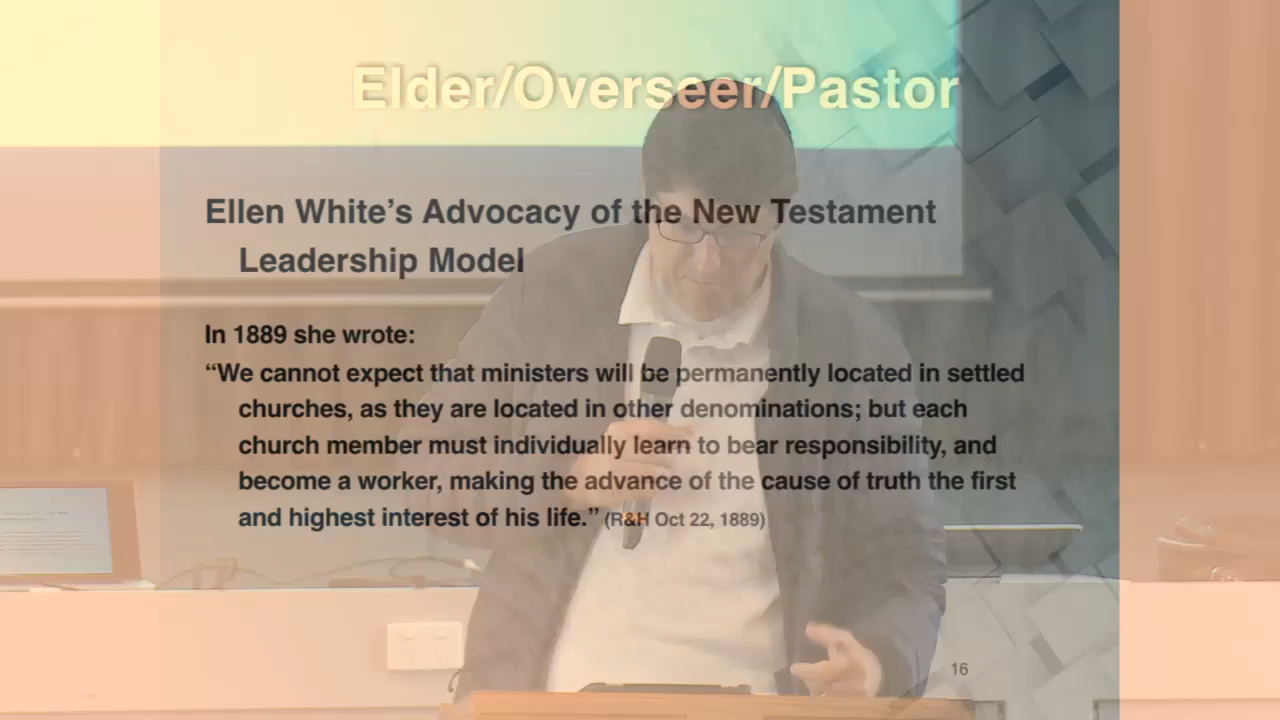 Elder/Overseer/Pastor
Ellen White’s Advocacy of the New Testament
Leadership Model
In 1889 she wrote:
“We cannot expect that ministers will be permanently located in settled
churches, as they are located in other denominations; but each
church member must individually learn to bear responsibility, and
become a worker, making the advance of the cause of truth the first
and highest interest of his life.” (R&H Oct 22, 1889)
16